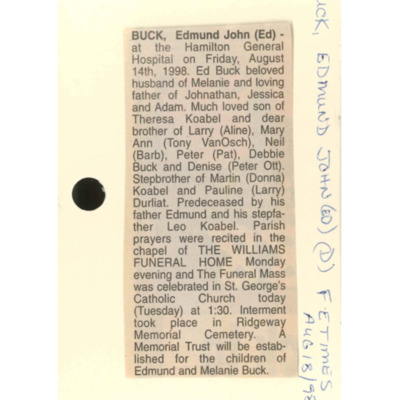 BUCK, Edmund John (Ed) -
at the Hamilton General
Hospital on Friday, August
14th, 1998. Ed Buck beloved
husband of Melanie and loving
father of Johnathan, Jessica
and Adam. Much loved son of
Theresa Koabel and dear
brother of Larry (Aline), Mary
Ann (Tony VanOsch), Neil
(Barb), Peter (Pat), Debbie
Buck and Denise (Peter Ott).
Stepbrother of Martin (Donna)
Koabel and Pauline (Larry)
Durliat. Predeceased by his
father Edmund and his stepfa-
ther Leo Koabel. Parish
prayers were recited in the
chapel of THE WILLIAMS
FUNERAL HOME Monday
evening and The Funeral Mass
was celebrated in St. George's
Catholic Church today
(Tuesday) at 1:30. Interment
took place in Ridgeway
Memorial Cemetery. A
Memorial Trust will be estab-
lished for the children of
Edmund and Melanie Buck.
UCK, EDMUND JOHN (ED) (D) F.E TIMES
AUG 18/98